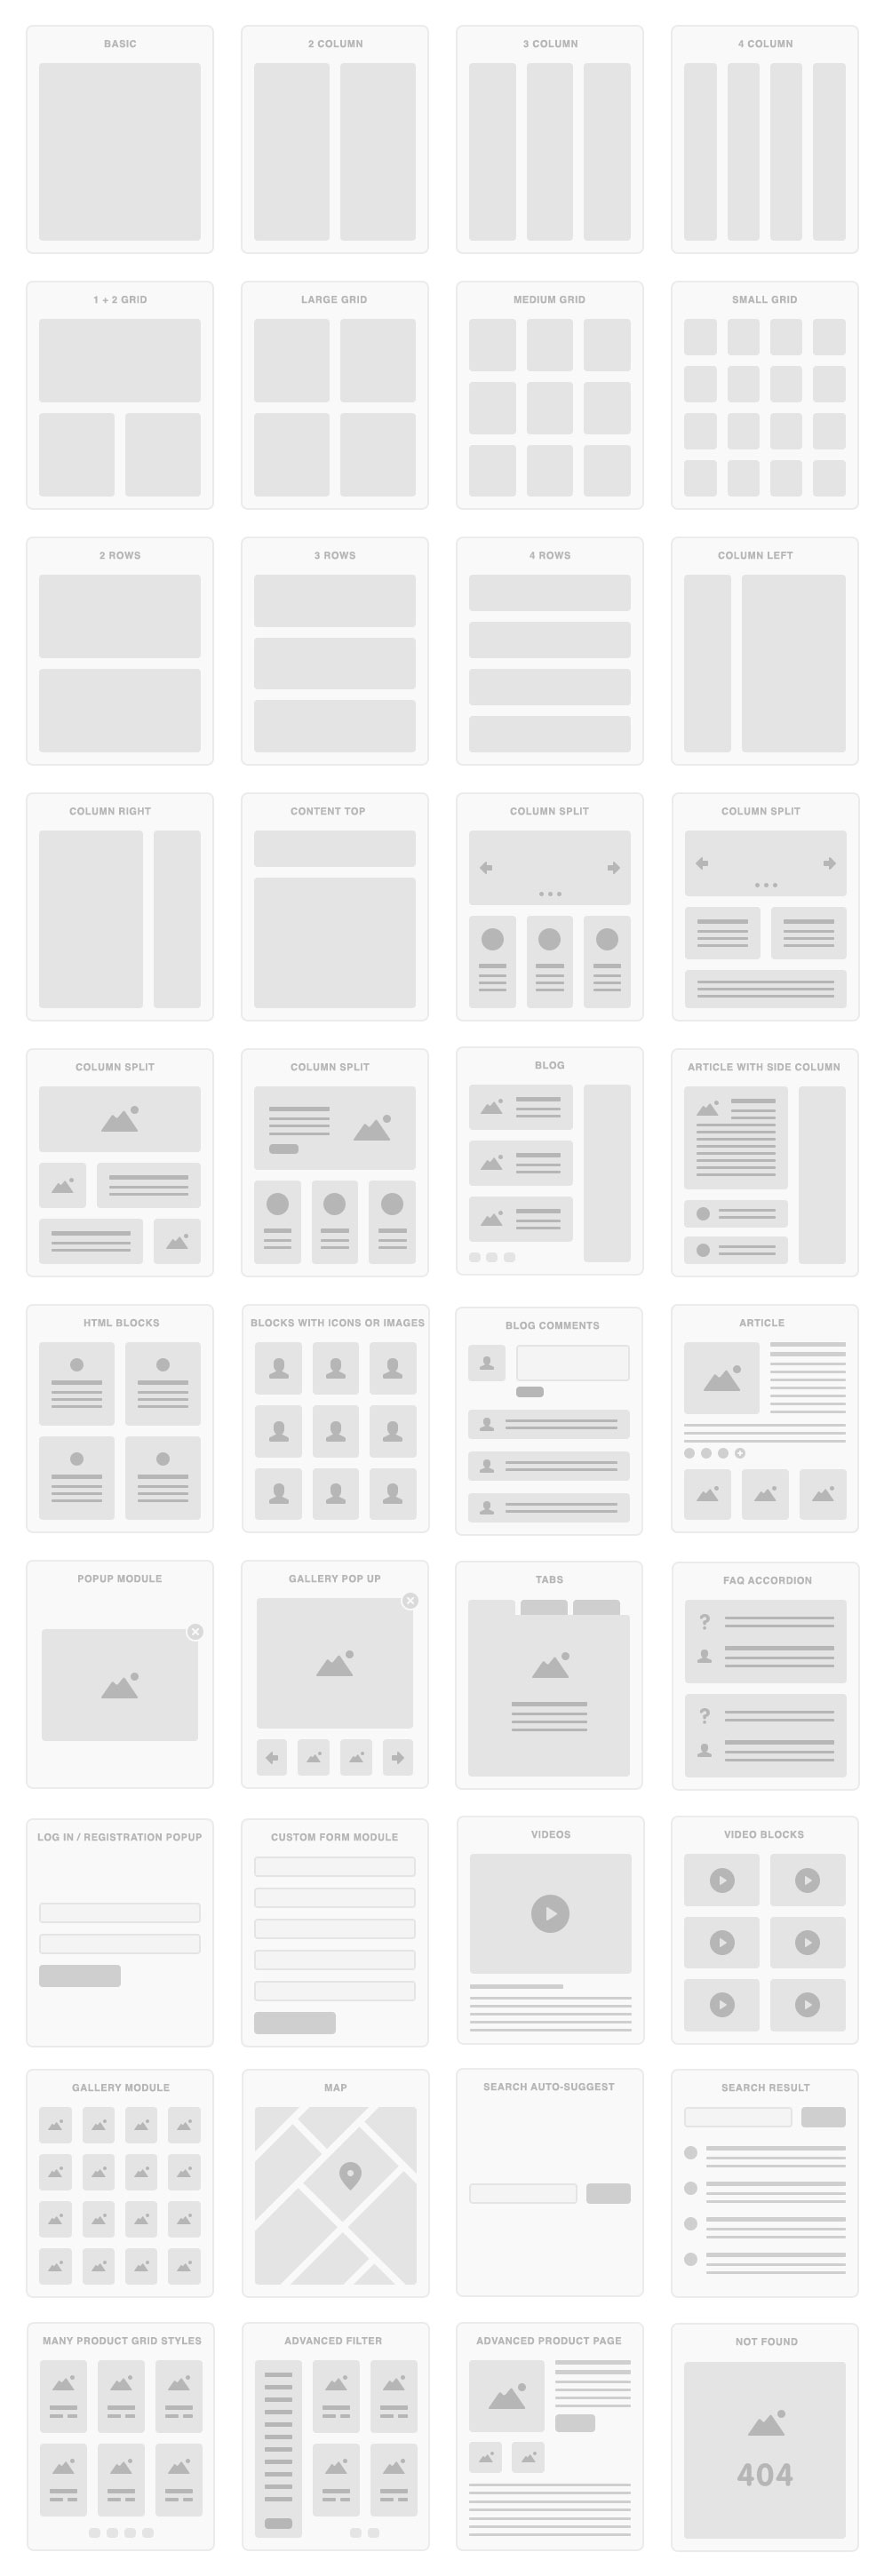 BASIC
2 COLUMN
3 COLUMN
4 COLUMN
1 + 2 GRID
LARGE GRID
MEDIUM GRID
SMALL GRID
2 ROWS
3 ROWS
4 ROWS
COLUMN LEFT
COLUMN RIGHT
CONTENT TOP
COLUMN SPLIT
COLUMN SPLIT
COLUMN SPLIT
COLUMN SPLIT
BLOG
ARTICLE WITH SIDE COLUMN
HTML BLOCKS
BLOCKS WITH ICONS OR IMAGES
BLOG COMMENTS
ARTICLE
POPUP MODULE
GALLERY POP UP
TABS
FAQ ACCORDION
?
?
LOG IN / REGISTRATION POPUP
CUSTOM FORM MODULE
VIDEOS
VIDEO BLOCKS
GALLERY MODULE
MAP
SEARCH AUTO-SUGGEST
SEARCH RESULT
MANY PRODUCT GRID STYLES
ADVANCED FILTER
ADVANCED PRODUCT PAGE
NOT FOUND
404